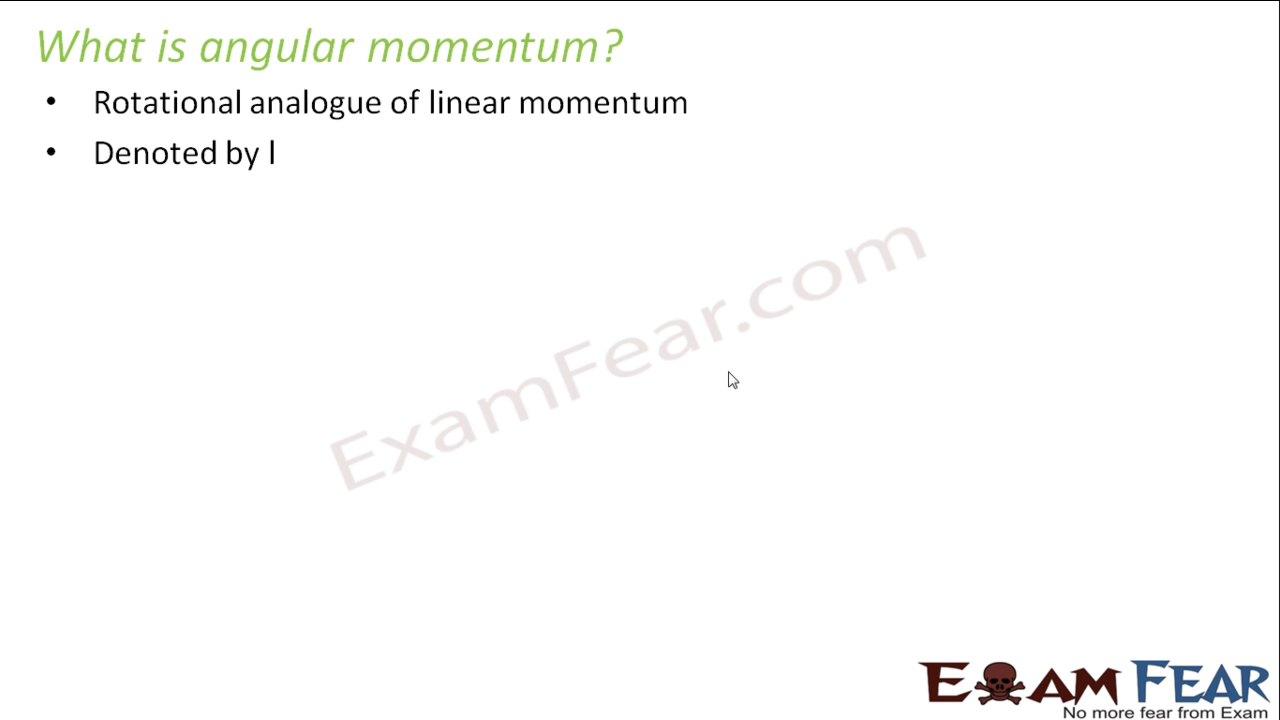 What is angular momentum?
• Rotational analogue of linear momentum
• Denoted by l
ExamFear.com
EXAM FEAR
No more fear from Exam